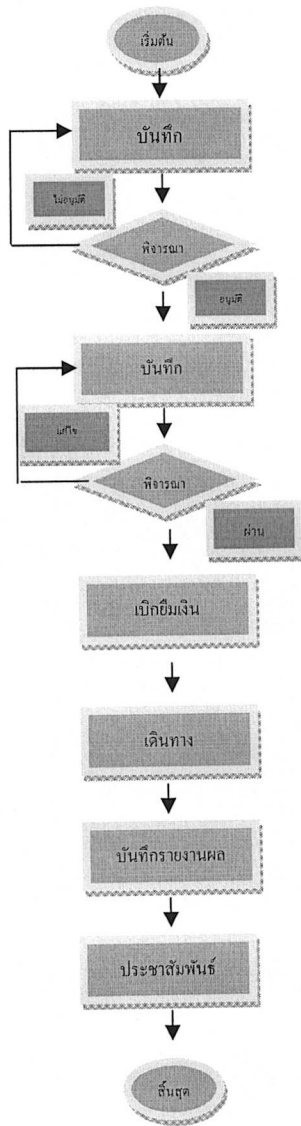 เริ่มต้น
บันทึก
ไม่อนุมัติ
พิจารณา
อนุมัติ
บันทึก
แก้ไข
พิจารณา
ผ่าน
เบิกยืมเงิน
เดินทาง
บันทึกรายงานผล
ประชาสัมพันธ์
สิ้นสุด